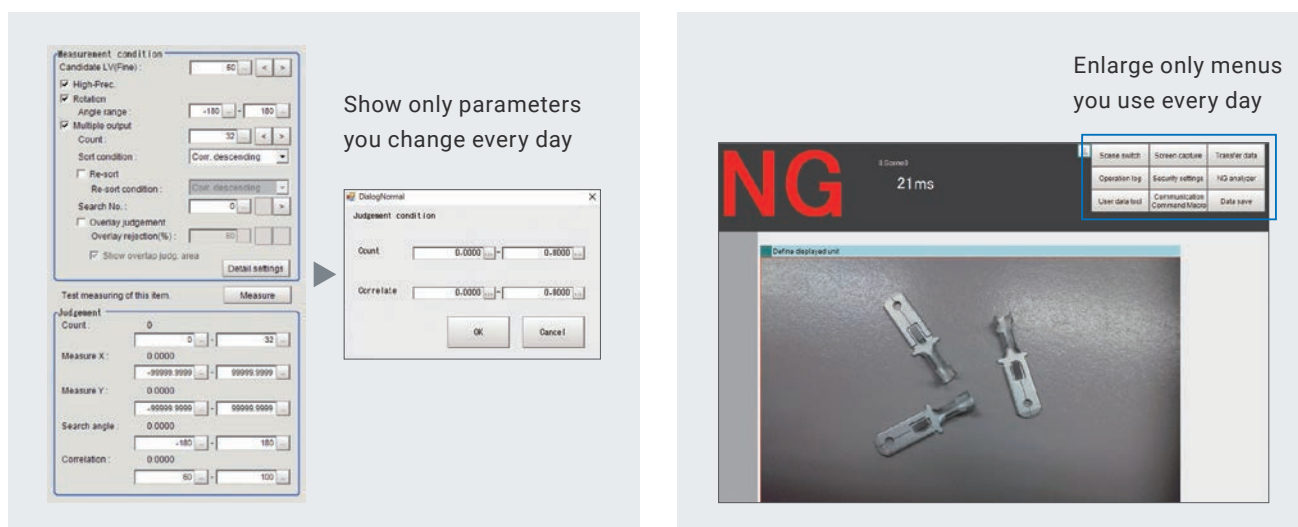 Measurement condition
Candidate LV(Fine) : 60 ... < >
High-Prec.
Rotation
Angle range : -180 ... - 180 ...
Multiple output
Count : 32 ... < >
Sort condition : Corr. descending
Re-sort
Re-sort condition : Corr. descending
Search No. : 0 ... >
Overlay judgement
Overlay rejection(%) : 60
Show overlap judg. area
Detail settings
Test measuring of this item. Measure
Judgement
Count : 0
0 ... - 32 ...
Measure X : 0.0000
-99999.9999 ... - 99999.9999 ...
Measure Y : 0.0000
-99999.9999 ... - 99999.9999 ...
Search angle : 0.0000
-180 ... - 180 ...
Correlation : 0.0000
60 ... - 100 ...
Show only parameters
you change every day
DialogNormal X
Judgement condition
Count 0.0000 ... - 0.8000 ...
Correlate 0.0000 ... - 0.8000 ...
OK Cancel
Enlarge only menus
you use every day
NG
21ms
Scene switch Screen capture Transfer data
Operation log Security settings NG analyzer
User data tool Communication Command Macro Data save
Define displayed unit